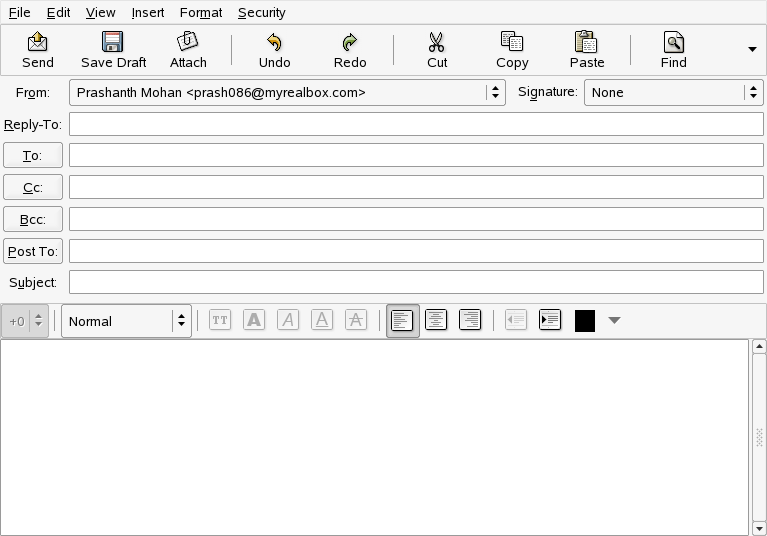 File Edit View Insert Format Security
Send Save Draft Attach Undo Redo Cut Copy Paste Find
From: Prashanth Mohan <prash086@myrealbox.com> Signature: None
Reply-To:
To:
Cc:
Bcc:
Post To:
Subject:
+0 Normal TT A A A A